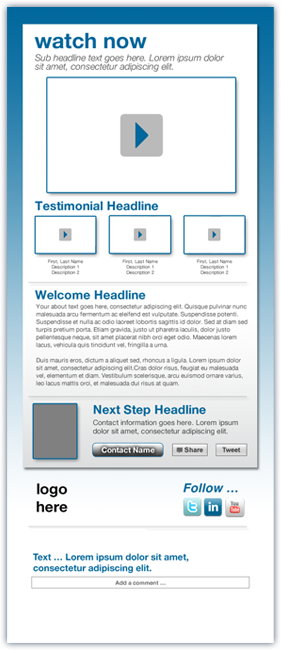 watch now
Sub headline text goes here. Lorem ipsum dolor
sit amet, consectetur adipiscing elit.
Testimonial Headline
First, Last Name
Description 1
Description 2
First, Last Name
Description 1
Description 2
First, Last Name
Description 1
Description 2
Welcome Headline
Your about text goes here, consectetur adipiscing elit. Quisque pulvinar nunc
malesuada arcu fermentum ac eleifend est vulputate. Suspendisse potenti.
Suspendisse et nulla ac odio laoreet lobortis sagittis id dolor. Sed at diam sed
turpis pretium porta. Etiam gravida, justo ut pharetra iaculis, dolor justo
pellentesque neque, sit amet placerat nibh orci eget odio. Maecenas lorem
lacus, vehicula quis tincidunt vel, fringilla a urna.
Duis mauris eros, dictum a aliquet sed, rhoncus a ligula. Lorem ipsum dolor
sit amet, consectetur adipiscing elit.Cras dolor risus, feugiat eu malesuada
vel, elementum et diam. Vestibulum scelerisque, arcu euismod ornare varius,
leo lacus mattis orci, et malesuada dui risus at quam.
Next Step Headline
Contact information goes here. Lorem ipsum
dolor sit amet, consectetur adipiscing elit.
Contact Name
Share
Tweet
logo
here
Follow ...
t
in
You
Tube
Text ... Lorem ipsum dolor sit amet,
consectetur adipiscing elit.
Add a comment ...